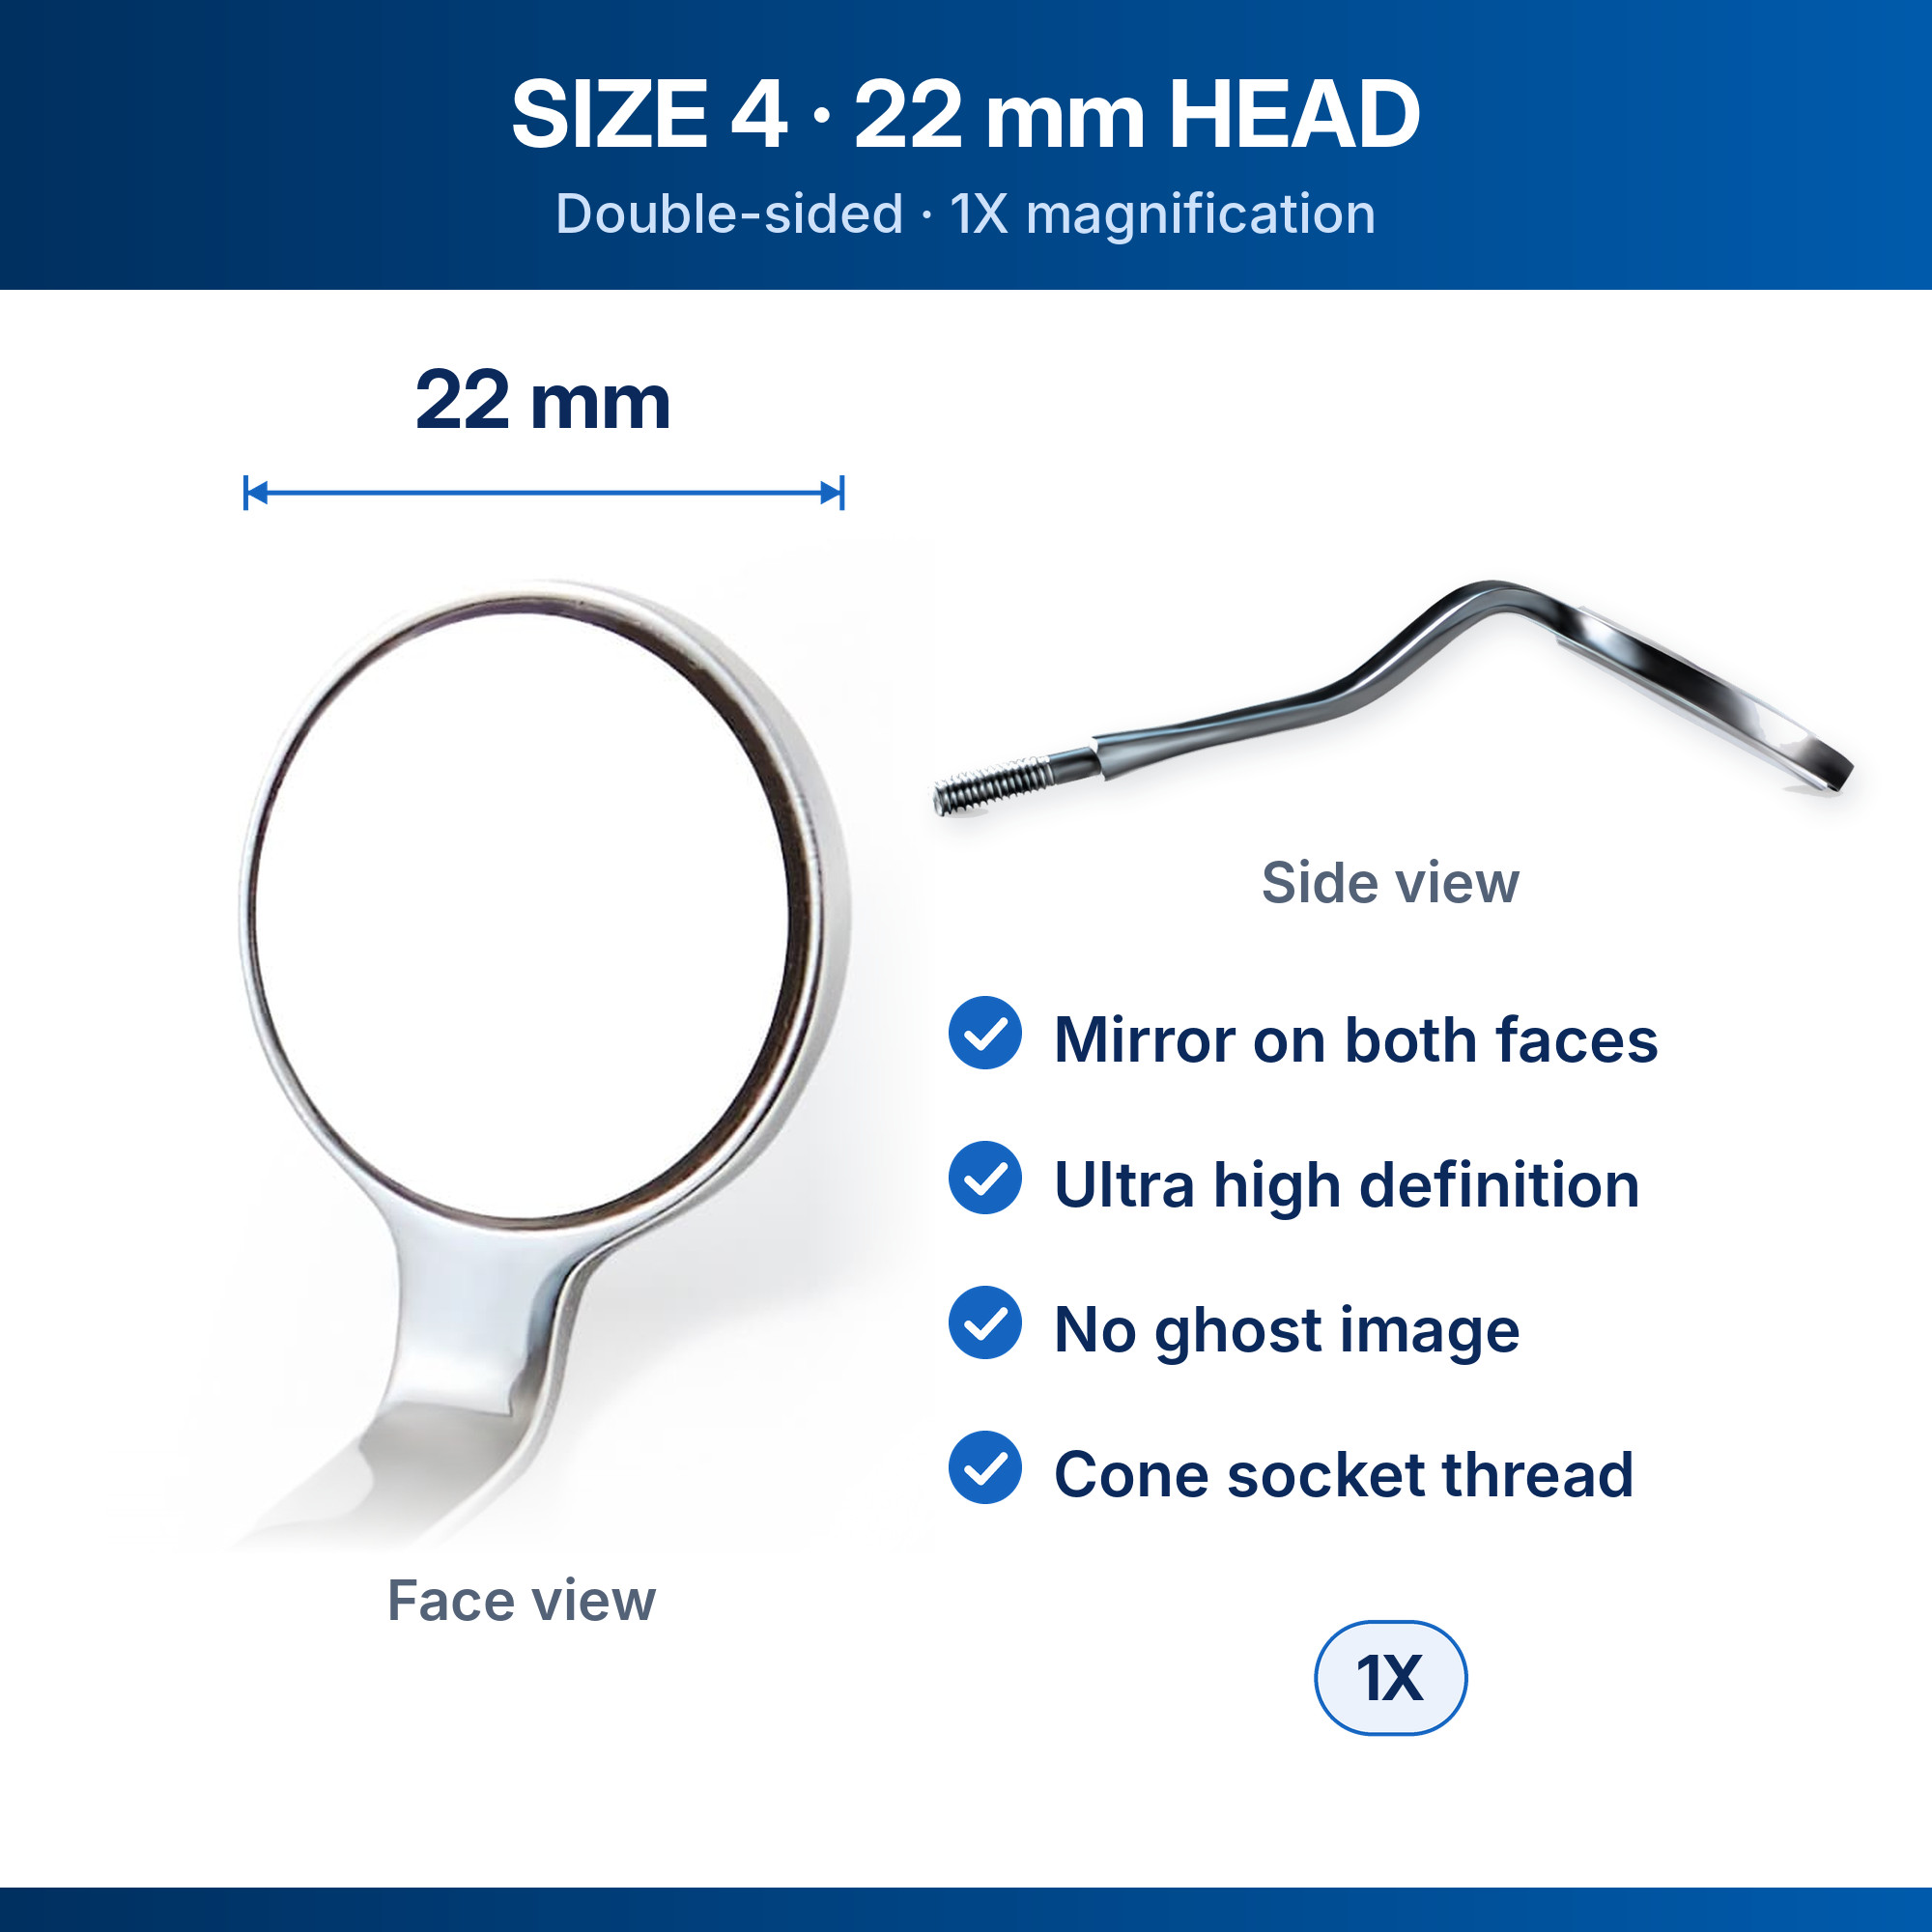 SIZE 4 · 22 mm HEAD
Double-sided · 1X magnification
22 mm
Side view
Mirror on both faces
Ultra high definition
No ghost image
Cone socket thread
Face view
1X